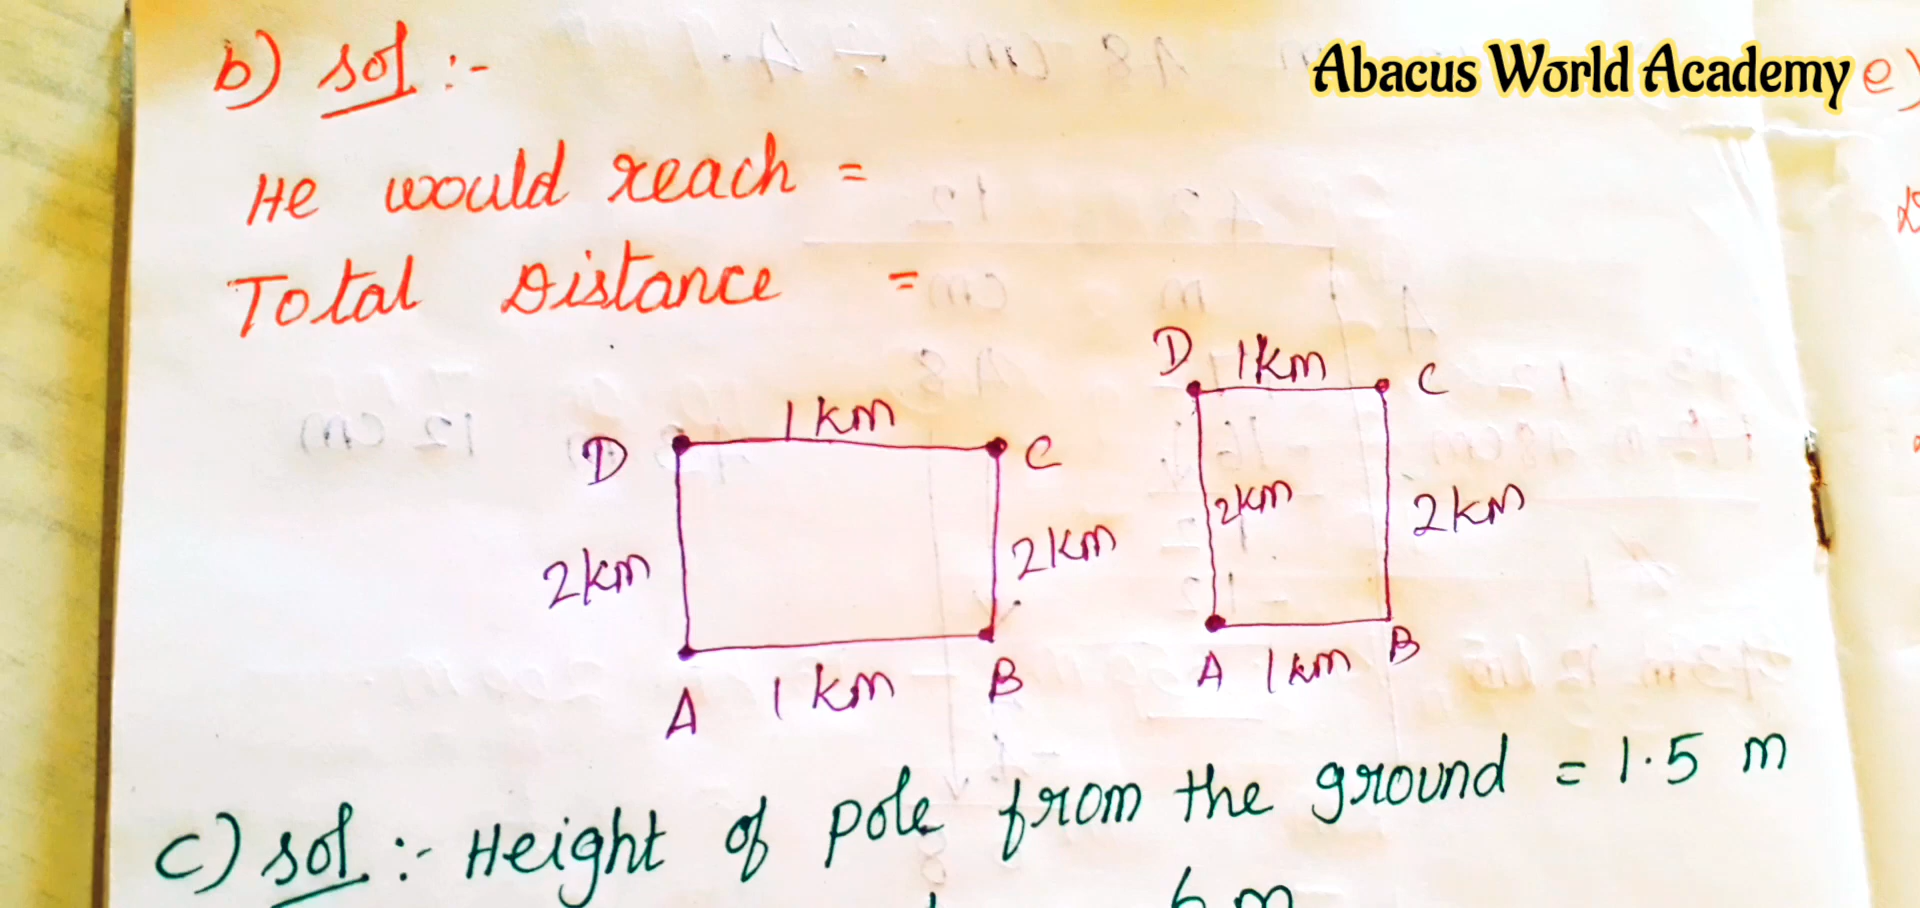 b) sol :-
Abacus World Academy
e)
He would reach =
Total Distance =
D 1km C
2km 2km
A 1km B
D 1km C
2km 2km
A 1km B
c) sol :- Height of pole from the ground = 1.5 m
6 m